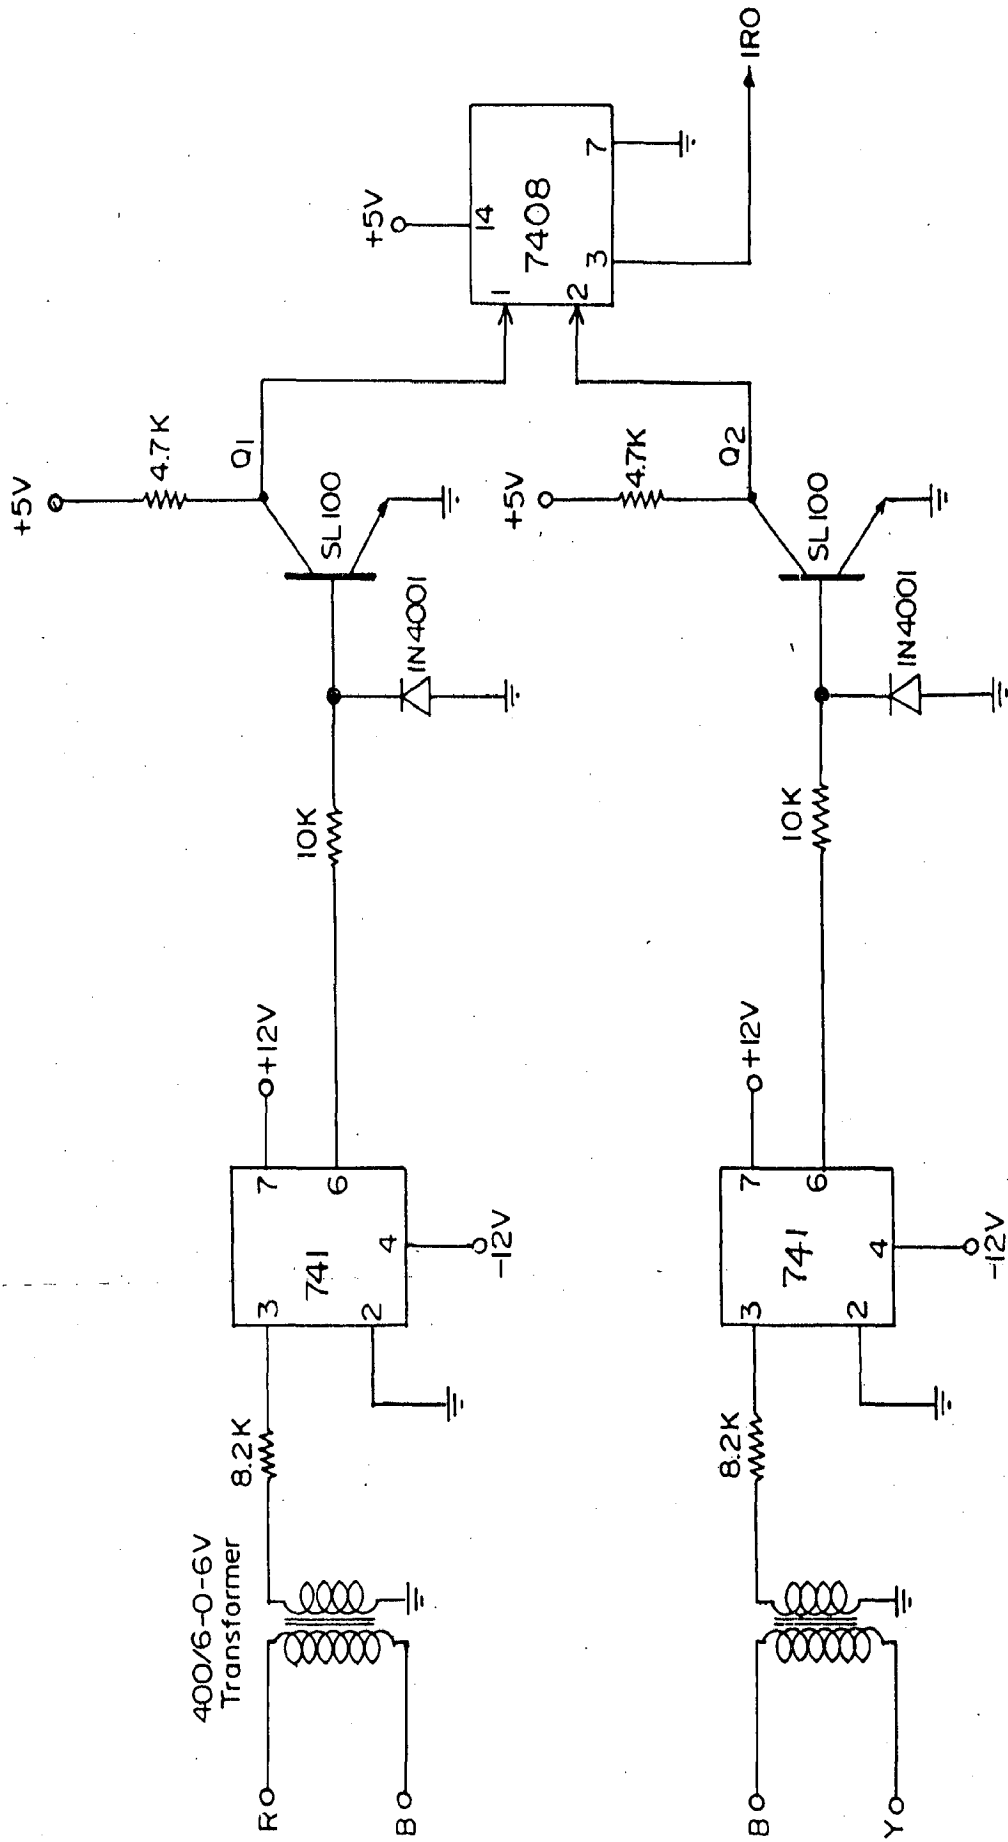 400/6-0-6V
Transformer
R
B
8.2K
3
2
741
7
6
4
+12V
-12V
10K
IN4001
SL100
+5V
4.7K
Q1
B
Y
8.2K
3
2
741
7
6
4
+12V
-12V
10K
IN4001
SL100
+5V
4.7K
Q2
+5V
1
2
14
7408
3
7
IRO